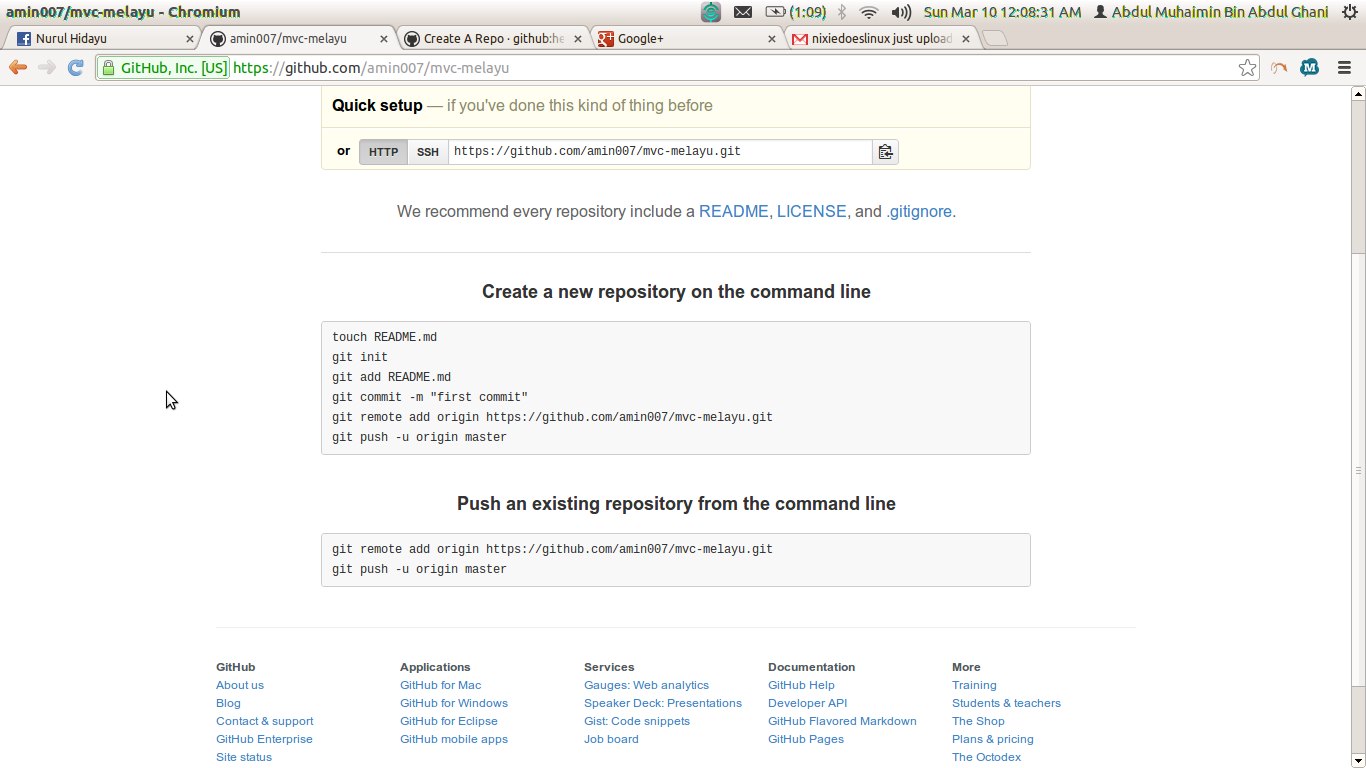 amin007/mvc-melayu - Chromium (1:09) Sun Mar 10 12:08:31 AM Abdul Muhaimin Bin Abdul Ghani
Nurul Hidayu amin007/mvc-melayu Create A Repo · github:he Google+ nixiedoeslinux just upload
GitHub, Inc. [US] https://github.com/amin007/mvc-melayu
Quick setup — if you've done this kind of thing before
or HTTP SSH https://github.com/amin007/mvc-melayu.git
We recommend every repository include a README, LICENSE, and .gitignore.
Create a new repository on the command line
touch README.md
git init
git add README.md
git commit -m "first commit"
git remote add origin https://github.com/amin007/mvc-melayu.git
git push -u origin master
Push an existing repository from the command line
git remote add origin https://github.com/amin007/mvc-melayu.git
git push -u origin master
GitHub Applications Services Documentation More
About us GitHub for Mac Gauges: Web analytics GitHub Help Training
Blog GitHub for Windows Speaker Deck: Presentations Developer API Students & teachers
Contact & support GitHub for Eclipse Gist: Code snippets GitHub Flavored Markdown The Shop
GitHub Enterprise GitHub mobile apps Job board GitHub Pages Plans & pricing
Site status The Octodex